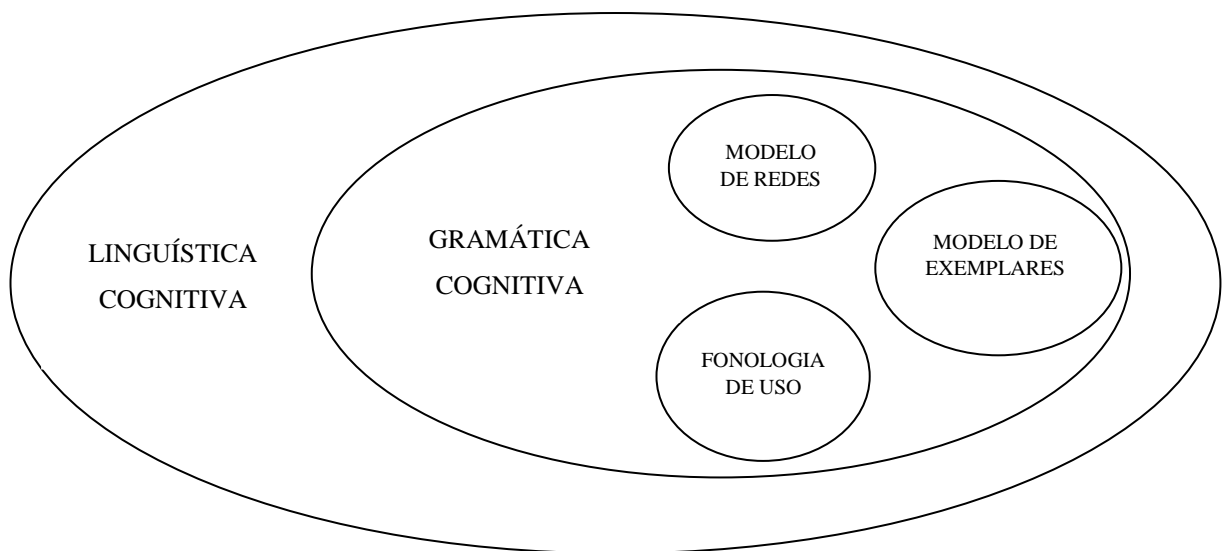 LINGUÍSTICA
COGNITIVA
GRAMÁTICA
COGNITIVA
MODELO
DE REDES
MODELO DE
EXEMPLARES
FONOLOGIA
DE USO